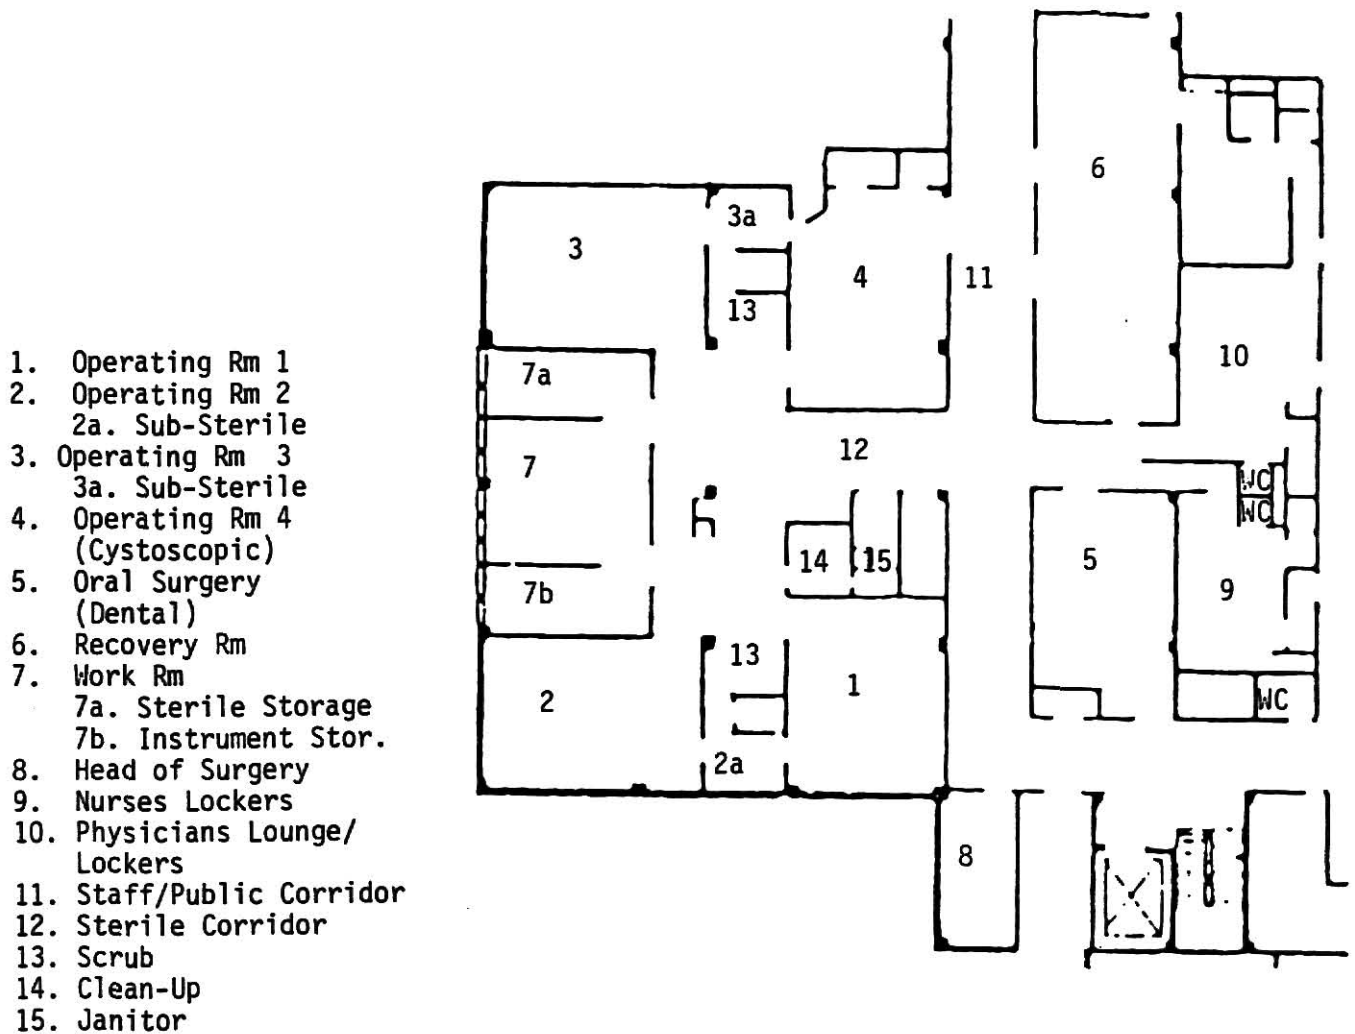 1. Operating Rm 1
2. Operating Rm 2
2a. Sub-Sterile
3. Operating Rm 3
3a. Sub-Sterile
4. Operating Rm 4
(Cystoscopic)
5. Oral Surgery
(Dental)
6. Recovery Rm
7. Work Rm
7a. Sterile Storage
7b. Instrument Stor.
8. Head of Surgery
9. Nurses Lockers
10. Physicians Lounge/
Lockers
11. Staff/Public Corridor
12. Sterile Corridor
13. Scrub
14. Clean-Up
15. Janitor
6
3a
3
4
11
13
10
7a
12
7
WC
WC
14
15
5
9
7b
13
1
2
WC
2a
8